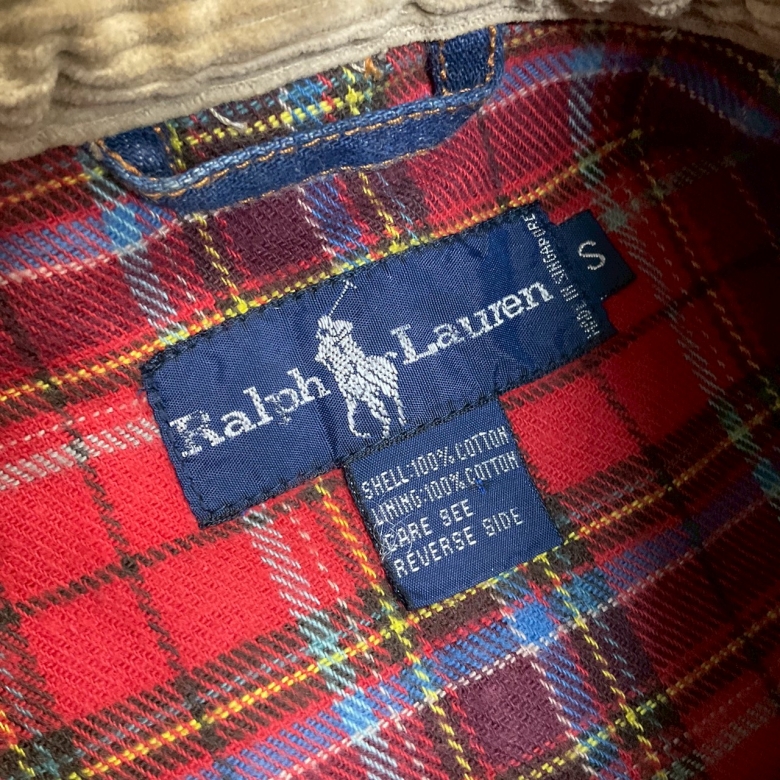 Ralph Lauren
MADE IN SINGAPORE
S
SHELL:100% COTTON
LINING:100% COTTON
CARE SEE
REVERSE SIDE